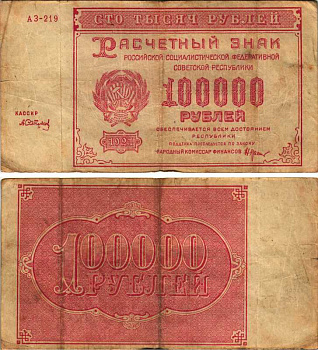 АЗ-219
СТО ТЫСЯЧ РУБЛЕЙ
РАСЧЕТНЫЙ ЗНАК
РОССИЙСКОЙ СОЦИАЛИСТИЧЕСКОЙ ФЕДЕРАТИВНОЙ
СОВЕТСКОЙ РЕСПУБЛИКИ
100000
РУБЛЕЙ
КАССИР
1921
ОБЕСПЕЧИВАЕТСЯ ВСЕМ ДОСТОЯНИЕМ
РЕСПУБЛИКИ
ПОДДЕЛКА ПРЕСЛЕДУЕТСЯ ПО ЗАКОНУ
НАРОДНЫЙ КОМИССАР ФИНАНСОВ
100000
РУБЛЕЙ